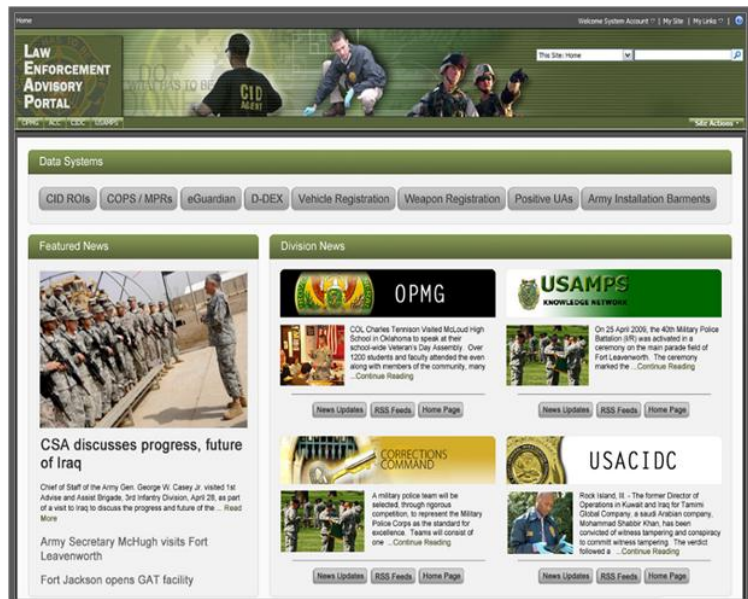 Home
Welcome System Account | My Site | My Links
LAW
ENFORCEMENT
ADVISORY
PORTAL
DO
WHAT HAS TO BE
DONE
CID
AGENT
This Site: Home
OPMG ACC CIDC USAMPS
Site Actions
Data Systems
CID ROIs
COPS / MPRs
eGuardian
D-DEX
Vehicle Registration
Weapon Registration
Positive UAs
Army Installation Barments
Featured News
CSA discusses progress, future
of Iraq
Chief of Staff of the Army Gen. George W. Casey Jr. visited 1st
Advise and Assist Brigade, 3rd Infantry Division, April 28, as part
of a visit to Iraq to discuss the progress and future of the ... Read
More
Army Secretary McHugh visits Fort
Leavenworth
Fort Jackson opens GAT facility
Division News
OPMG
COL Charles Tennison Visited McLoud High
School in Oklahoma to speak at their
school-wide Veteran's Day Assembly. Over
1200 students and faculty attended the even
along with members of the community, many
...Continue Reading
News Updates
RSS Feeds
Home Page
USAMPS
KNOWLEDGE NETWORK
On 25 April 2009, the 40th Military Police
Battalion (I/R) was activated in a
ceremony on the main parade field of
Fort Leavenworth. The ceremony
marked the ...Continue Reading
News Updates
RSS Feeds
Home Page
CORRECTIONS
COMMAND
A military police team will be
selected, through rigorous
competition, to represent the Military
Police Corps as the standard for
excellence. Teams will consist of
one ...Continue Reading
News Updates
RSS Feeds
Home Page
USACIDC
Rock Island, Ill. - The former Director of
Operations in Kuwait and Iraq for Tamimi
Global Company, a saudi Arabian company,
Mohammad Shabbir Khan, has been
convicted of witness tampering and conspiracy
to commit witness tampering. The verdict
followed a ...Continue Reading
News Updates
RSS Feeds
Home Page